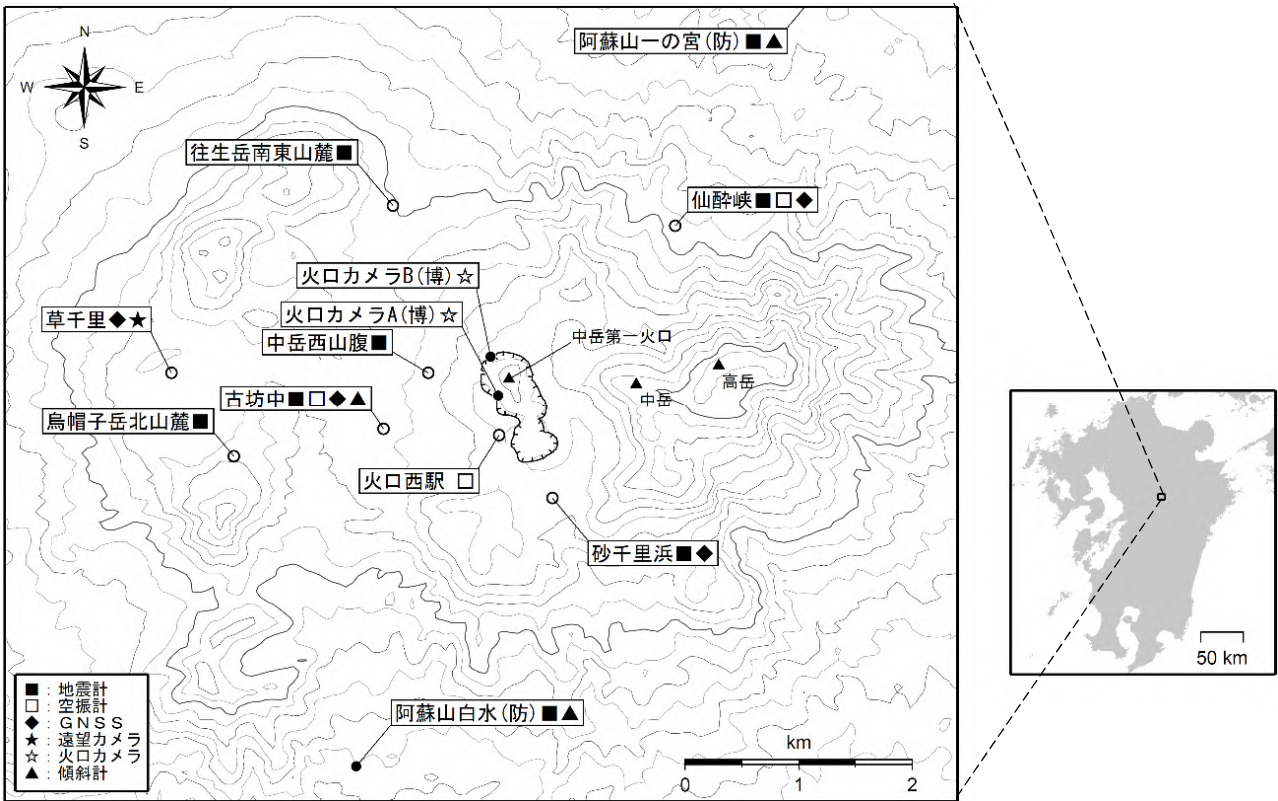 阿蘇山一の宮(防)■▲
N
W E
S
往生岳南東山麓■
仙酔峡■□◆
火口カメラB(博)☆
火口カメラA(博)☆
草千里◆★
中岳西山腹■
中岳第一火口
高岳
中岳
古坊中■□◆▲
烏帽子岳北山麓■
火口西駅 □
砂千里浜■◆
50 km
■ : 地震計
□ : 空振計
◆ : GNSS
★ : 遠望カメラ
☆ : 火口カメラ
▲ : 傾斜計
阿蘇山白水(防)■▲
km
0 1 2